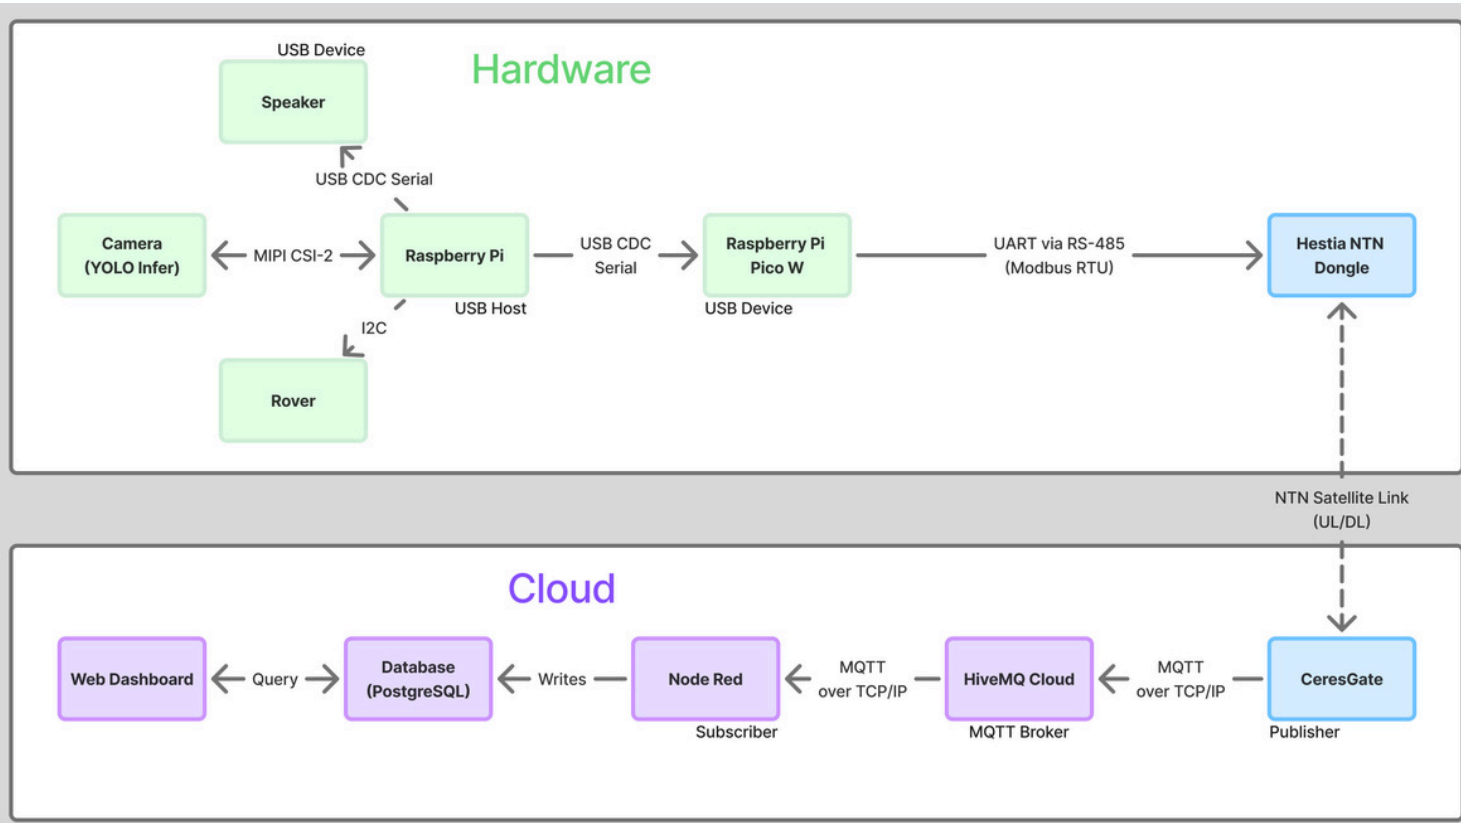 Hardware
USB Device
Speaker
USB CDC Serial
Camera
(YOLO Infer)
MIPI CSI-2
Raspberry Pi
USB Host
USB CDC
Serial
Raspberry Pi
Pico W
USB Device
UART via RS-485
(Modbus RTU)
Hestia NTN
Dongle
I2C
Rover
NTN Satellite Link
(UL/DL)
Cloud
Web Dashboard
Query
Database
(PostgreSQL)
Writes
Node Red
Subscriber
MQTT
over TCP/IP
HiveMQ Cloud
MQTT Broker
MQTT
over TCP/IP
CeresGate
Publisher